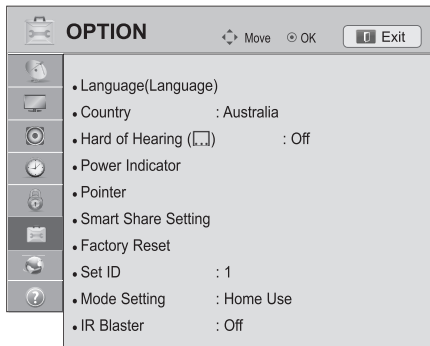 OPTION Move OK Exit
• Language(Language)
• Country : Australia
• Hard of Hearing ( ) : Off
• Power Indicator
• Pointer
• Smart Share Setting
• Factory Reset
• Set ID : 1
• Mode Setting : Home Use
? • IR Blaster : Off